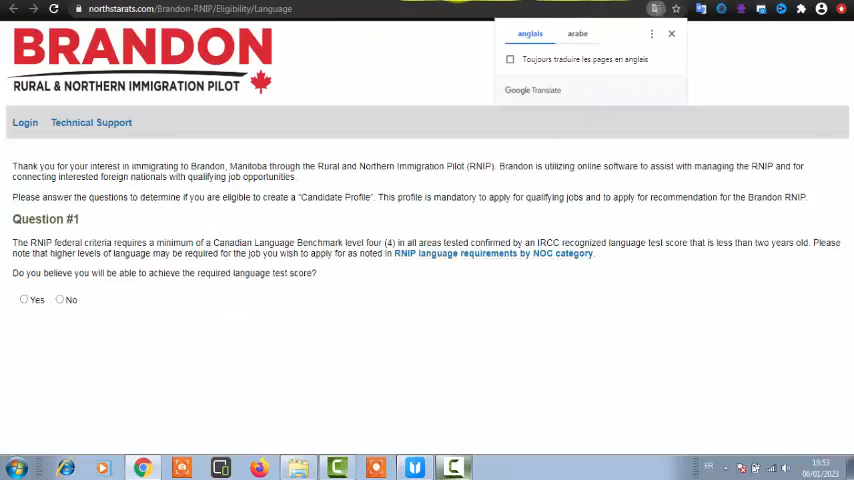 northstarats.com/Brandon-RNIP/Eligibility/Language
anglais arabe
Toujours traduire les pages en anglais
Google Translate
BRANDON
RURAL & NORTHERN IMMIGRATION PILOT
Login Technical Support
Thank you for your interest in immigrating to Brandon, Manitoba through the Rural and Northern Immigration Pilot (RNIP). Brandon is utilizing online software to assist with managing the RNIP and for
connecting interested foreign nationals with qualifying job opportunities.
Please answer the questions to determine if you are eligible to create a "Candidate Profile". This profile is mandatory to apply for qualifying jobs and to apply for recommendation for the Brandon RNIP.
Question #1
The RNIP federal criteria requires a minimum of a Canadian Language Benchmark level four (4) in all areas tested confirmed by an IRCC recognized language test score that is less than two years old. Please
note that higher levels of language may be required for the job you wish to apply for as noted in RNIP language requirements by NOC category.
Do you believe you will be able to achieve the required language test score?
Yes No
FR
19:53
06/01/2023